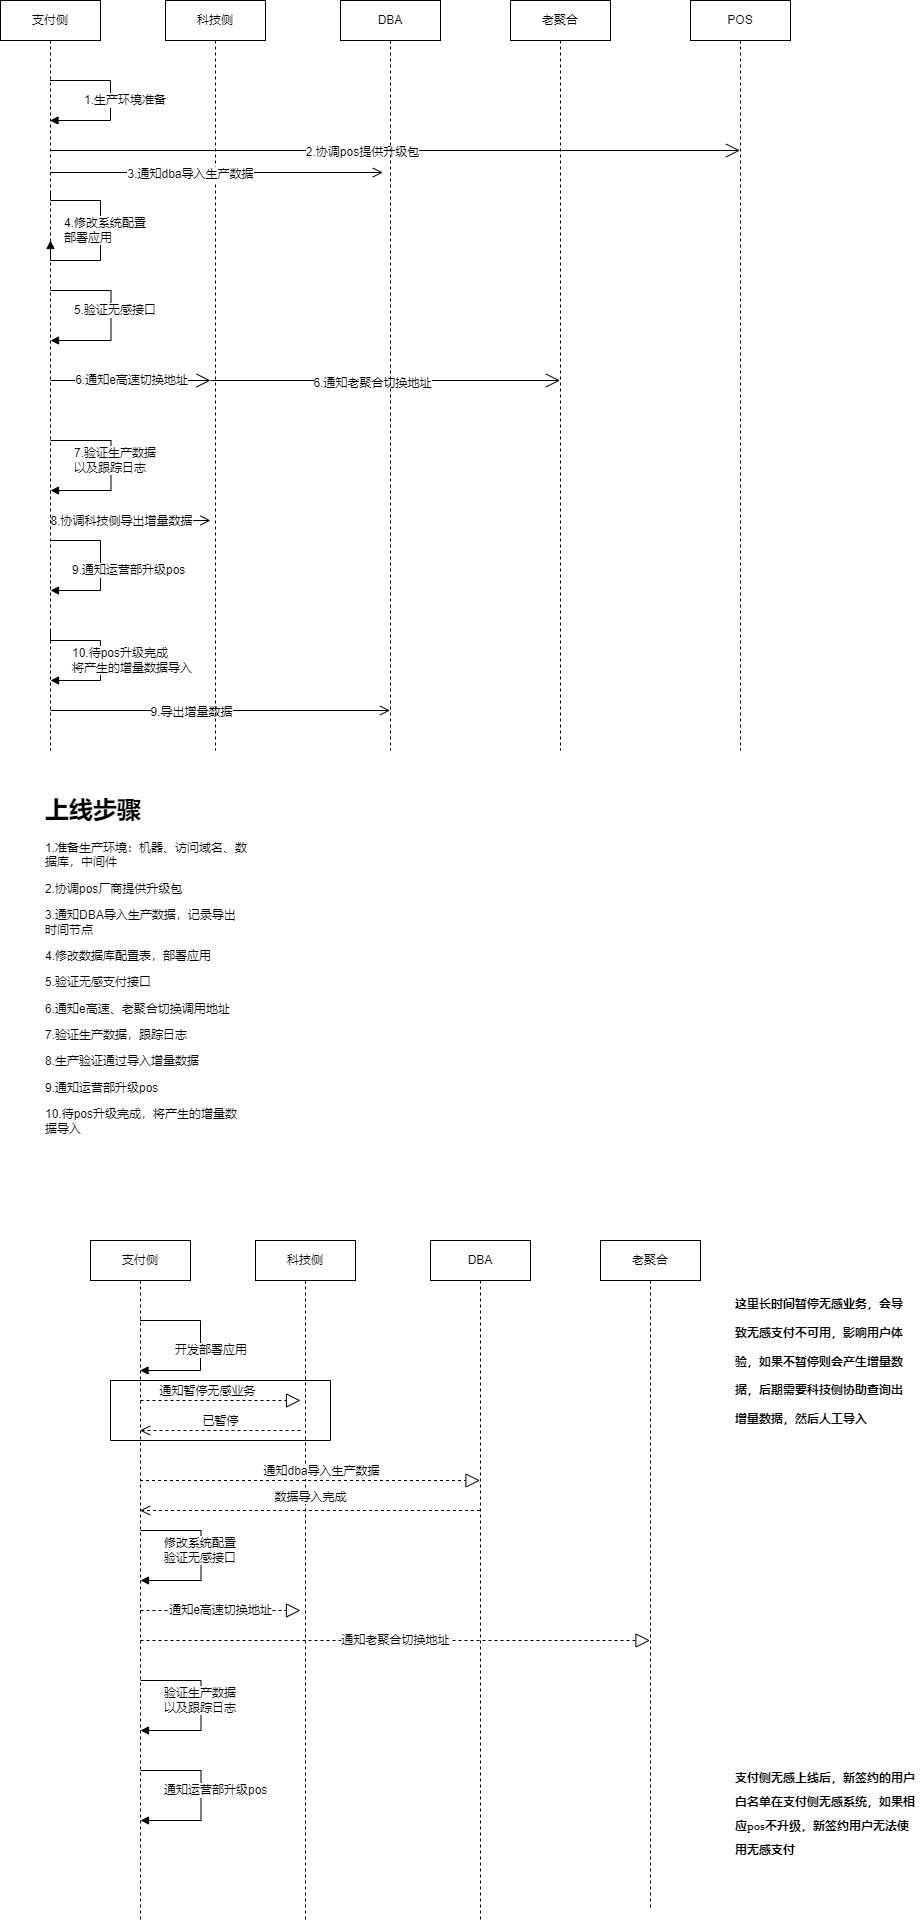 支付侧
科技侧
DBA
老聚合
POS
1.生产环境准备
2.协调pos提供升级包
3.通知dba导入生产数据
4.修改系统配置
部署应用
5.验证无感接口
6.通知e高速切换地址
6.通知老聚合切换地址
7.验证生产数据
以及跟踪日志
8.协调科技侧导出增量数据
9.通知运营部升级pos
10.待pos升级完成
将产生的增量数据导入
9.导出增量数据
上线步骤
1.准备生产环境：机器、访问域名、数
据库，中间件
2.协调pos厂商提供升级包
3.通知DBA导入生产数据，记录导出
时间节点
4.修改数据库配置表，部署应用
5.验证无感支付接口
6.通知e高速、老聚合切换调用地址
7.验证生产数据，跟踪日志
8.生产验证通过导入增量数据
9.通知运营部升级pos
10.待pos升级完成，将产生的增量数
据导入
支付侧
科技侧
DBA
老聚合
这里长时间暂停无感业务，会导
致无感支付不可用，影响用户体
验，如果不暂停则会产生增量数
据，后期需要科技侧协助查询出
增量数据，然后人工导入
开发部署应用
通知暂停无感业务
已暂停
通知dba导入生产数据
数据导入完成
修改系统配置
验证无感接口
通知e高速切换地址
通知老聚合切换地址
验证生产数据
以及跟踪日志
通知运营部升级pos
支付侧无感上线后，新签约的用户
白名单在支付侧无感系统，如果相
应pos不升级，新签约用户无法使
用无感支付